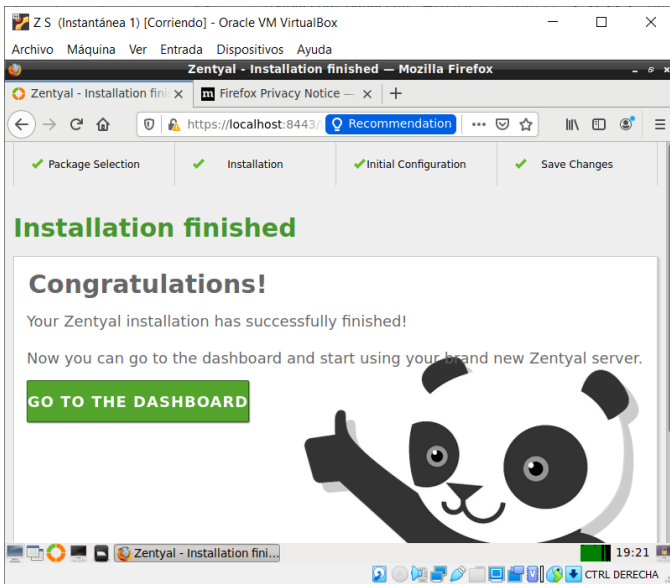 Z S (Instantánea 1) [Corriendo] - Oracle VM VirtualBox
Archivo Máquina Ver Entrada Dispositivos Ayuda
Zentyal - Installation finished — Mozilla Firefox
Zentyal - Installation fini
m Firefox Privacy Notice —
https://localhost:8443/
Recommendation
Package Selection
Installation
Initial Configuration
Save Changes
Installation finished
Congratulations!
Your Zentyal installation has successfully finished!
Now you can go to the dashboard and start using your brand new Zentyal server.
GO TO THE DASHBOARD
Zentyal - Installation fini...
19:21
CTRL DERECHA